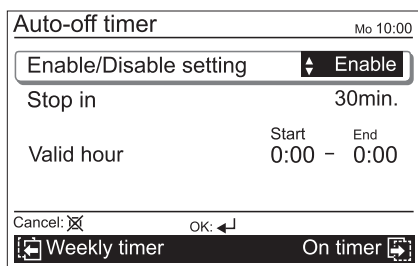 Auto-off timer Mo 10:00
Enable/Disable setting Enable
Stop in 30min.
Start End
Valid hour 0:00 - 0:00
Cancel: OK:
Weekly timer On timer